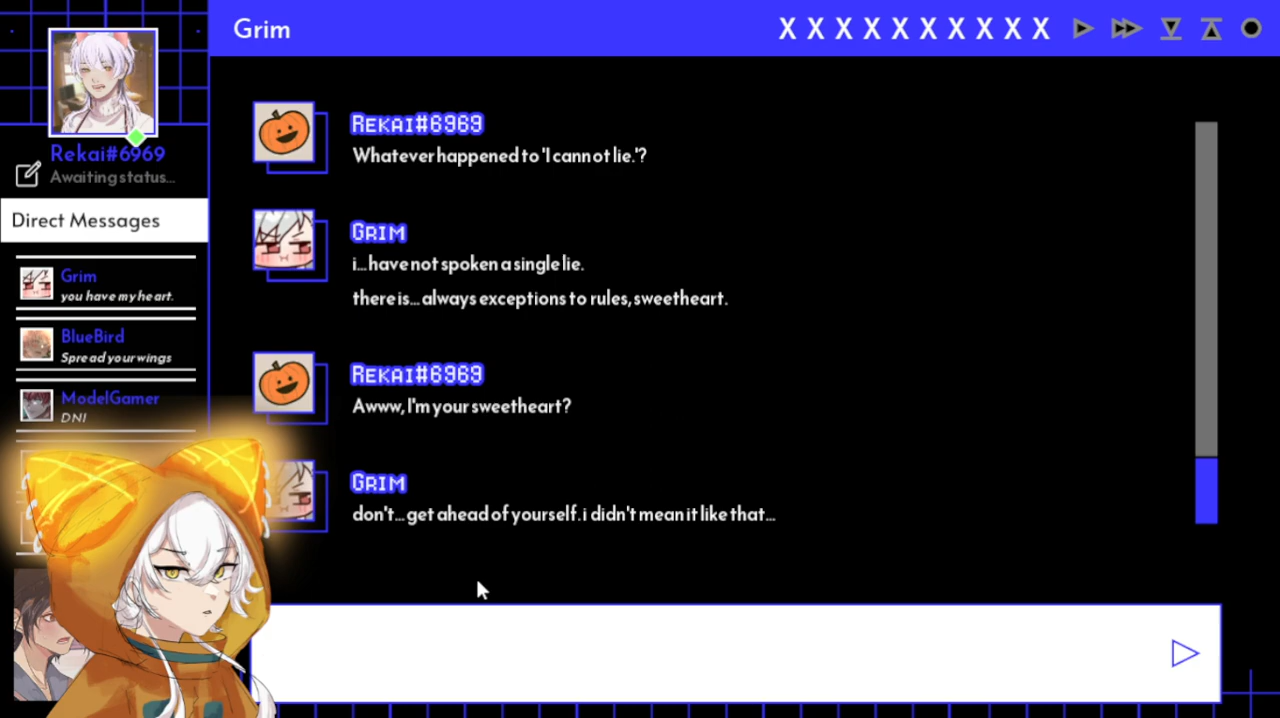 Grim
X X X X X X X X X X
Rekai#6969
Awaiting status...
Direct Messages
Grim
you have my heart.
BlueBird
Spread your wings
ModelGamer
DNI
Rekai#6969
Whatever happened to 'I cannot lie.'?
Grim
i... have not spoken a single lie.
there is... always exceptions to rules, sweetheart.
Rekai#6969
Awww, I'm your sweetheart?
Grim
don't... get ahead of yourself. i didn't mean it like that...